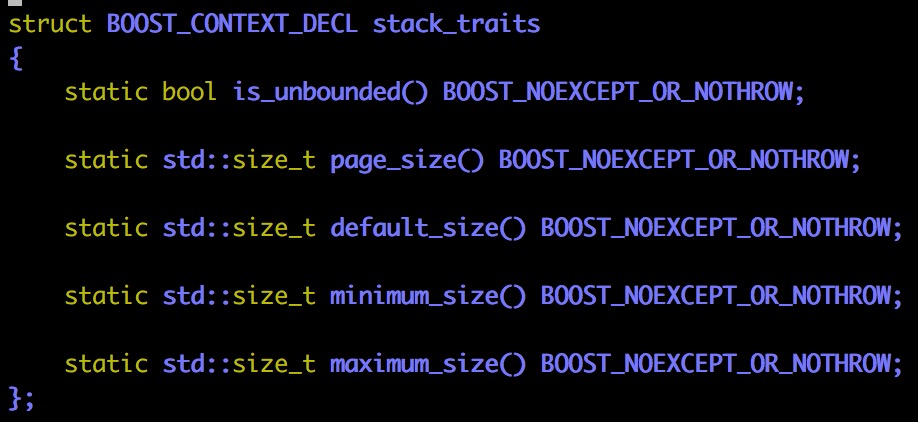 struct BOOST_CONTEXT_DECL stack_traits
{
    static bool is_unbounded() BOOST_NOEXCEPT_OR_NOTHROW;
    static std::size_t page_size() BOOST_NOEXCEPT_OR_NOTHROW;
    static std::size_t default_size() BOOST_NOEXCEPT_OR_NOTHROW;
    static std::size_t minimum_size() BOOST_NOEXCEPT_OR_NOTHROW;
    static std::size_t maximum_size() BOOST_NOEXCEPT_OR_NOTHROW;
};